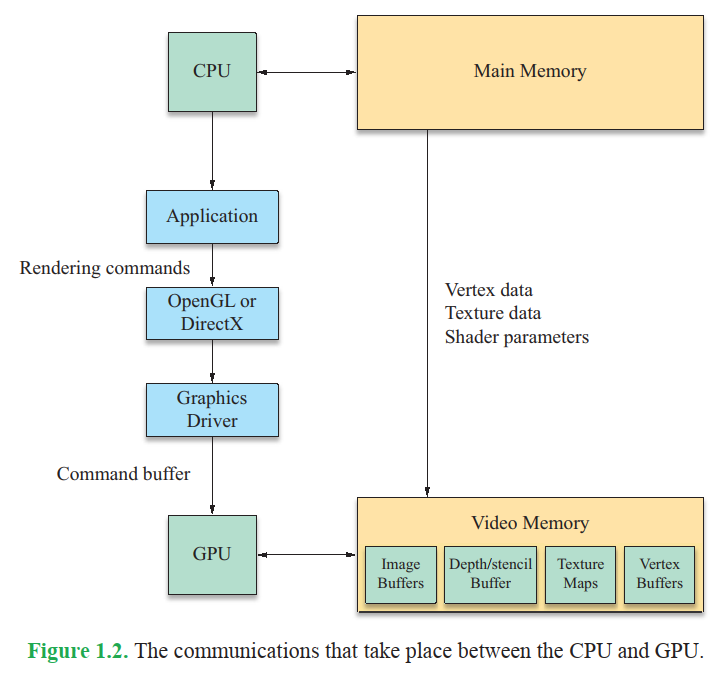 CPU
Main Memory
Application
Rendering commands
OpenGL or
DirectX
Vertex data
Texture data
Shader parameters
Graphics
Driver
Command buffer
GPU
Video Memory
Image
Buffers
Depth/stencil
Buffer
Texture
Maps
Vertex
Buffers
Figure 1.2. The communications that take place between the CPU and GPU.